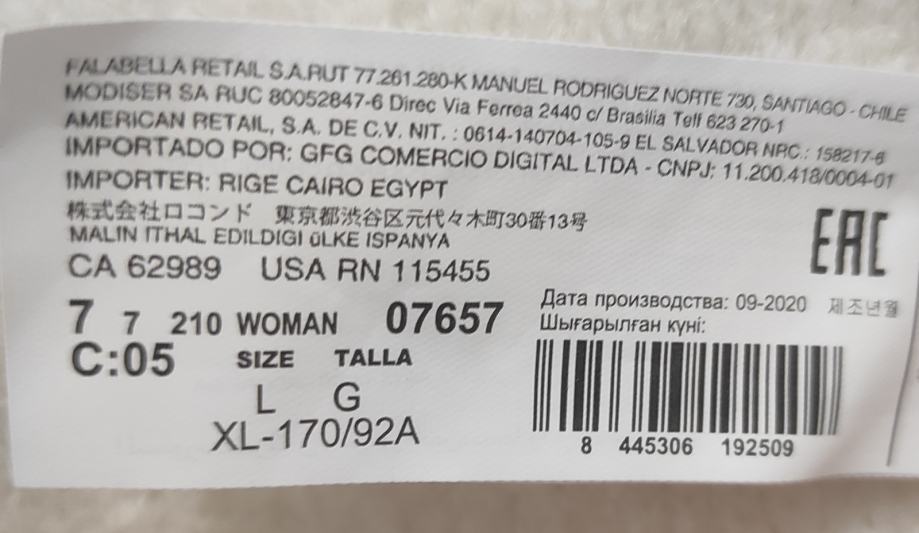 FALABELLA RETAIL S.A.RUT 77.261.280-K MANUEL RODRIGUEZ NORTE 730, SANTIAGO - CHILE
MODISER SA RUC 80052847-6 Direc Via Ferrea 2440 c/ Brasilia Telf 623 270-1
AMERICAN RETAIL, S.A. DE C.V. NIT. : 0614-140704-105-9 EL SALVADOR NRC.: 158217-6
IMPORTADO POR: GFG COMERCIO DIGITAL LTDA - CNPJ: 11.200.418/0004-01
IMPORTER: RIGE CAIRO EGYPT
株式会社ロコンド 東京都渋谷区元代々木町30番13号
MALIN ITHAL EDILDIGI üLKE ISPANYA
EAC
CA 62989 USA RN 115455
7 7 210 WOMAN 07657
Дата производства: 09-2020 제조년월
Шығарылған күні:
C:05 SIZE TALLA
L G
XL-170/92A
8 445306 192509